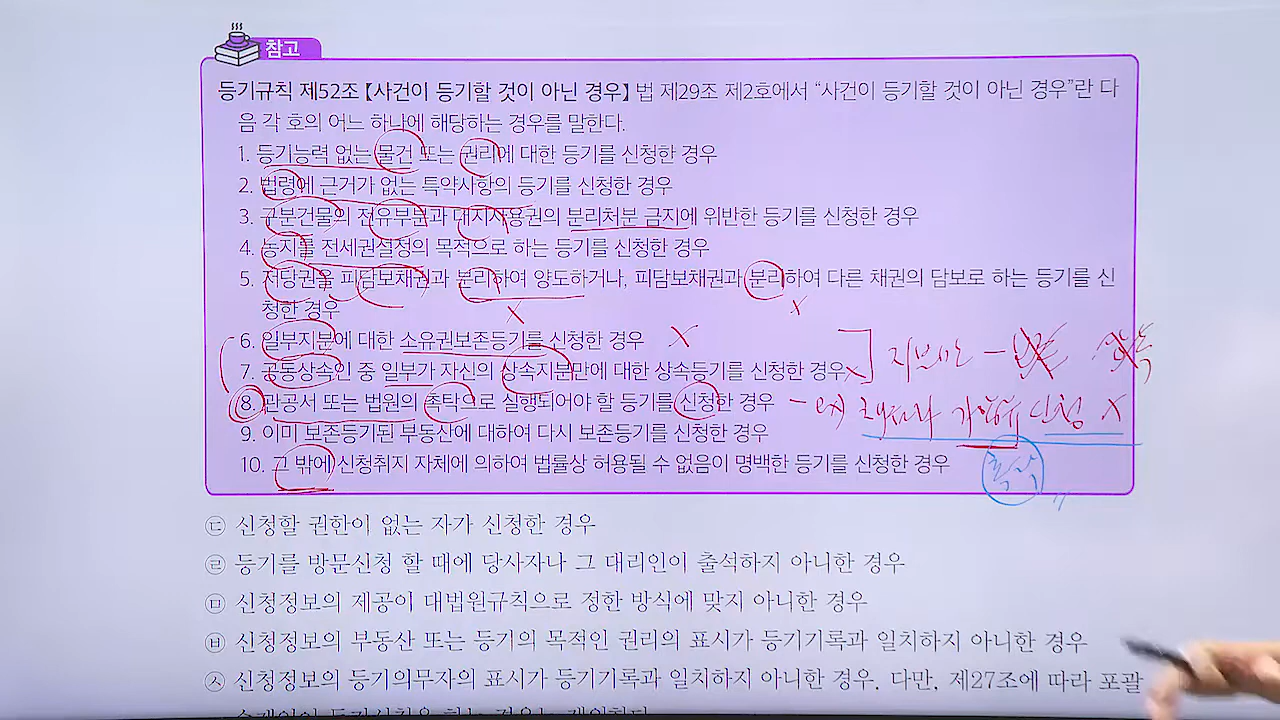 참고
등기규칙 제52조【사건이 등기할 것이 아닌 경우】 법 제29조 제2호에서 “사건이 등기할 것이 아닌 경우”란 다
음 각 호의 어느 하나에 해당하는 경우를 말한다.
1. 등기능력 없는 물건 또는 권리에 대한 등기를 신청한 경우
2. 법령에 근거가 없는 특약사항의 등기를 신청한 경우
3. 구분건물의 전유부분과 대지사용권의 분리처분 금지에 위반한 등기를 신청한 경우
4. 농지를 전세권설정의 목적으로 하는 등기를 신청한 경우
5. 저당권을 피담보채권과 분리하여 양도하거나, 피담보채권과 분리하여 다른 채권의 담보로 하는 등기를 신
청한 경우
X X
6. 일부지분에 대한 소유권보존등기를 신청한 경우 X
7. 공동상속인 중 일부가 자신의 상속지분만에 대한 상속등기를 신청한 경우
8. 관공서 또는 법원의 촉탁으로 실행되어야 할 등기를 신청한 경우 - ex) 가압류 신청 X
9. 이미 보존등기된 부동산에 대하여 다시 보존등기를 신청한 경우
10. 그 밖에 신청취지 자체에 의하여 법률상 허용될 수 없음이 명백한 등기를 신청한 경우 촉탁
㉢ 신청할 권한이 없는 자가 신청한 경우
㉣ 등기를 방문신청 할 때에 당사자나 그 대리인이 출석하지 아니한 경우
㉤ 신청정보의 제공이 대법원규칙으로 정한 방식에 맞지 아니한 경우
㉥ 신청정보의 부동산 또는 등기의 목적인 권리의 표시가 등기기록과 일치하지 아니한 경우
㉦ 신청정보의 등기의무자의 표시가 등기기록과 일치하지 아니한 경우. 다만, 제27조에 따라 포괄